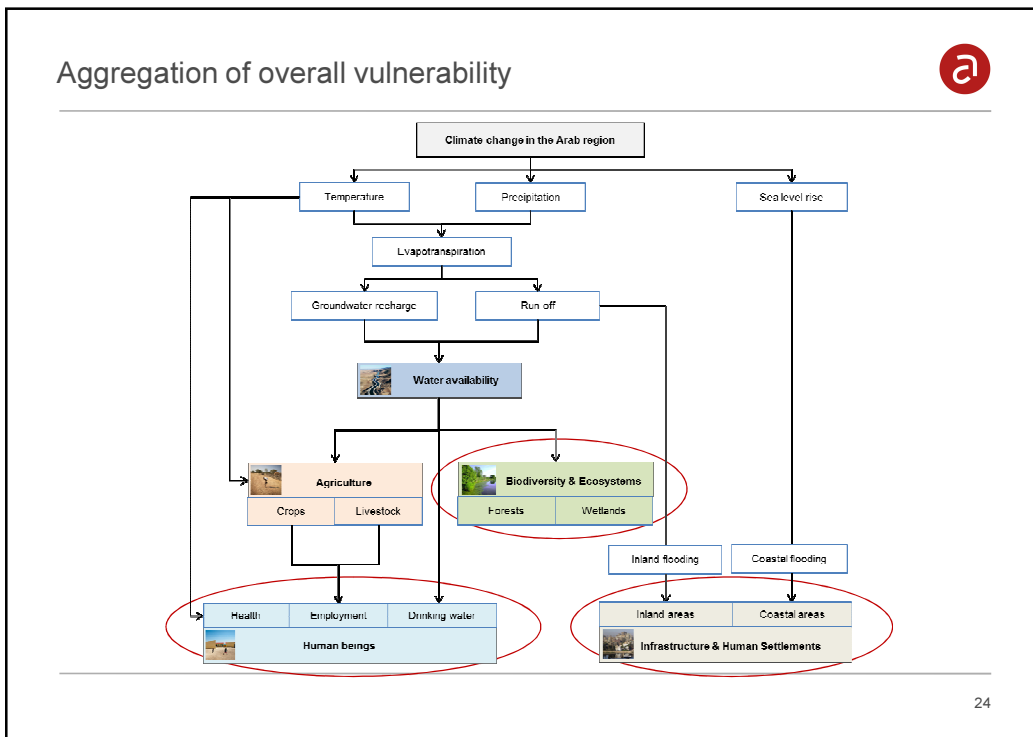 Aggregation of overall vulnerability
Climate change in the Arab region
Temperature
Precipitation
Sea level rise
Evapotranspiration
Groundwater recharge
Run off
Water availability
Agriculture
Crops
Livestock
Biodiversity & Ecosystems
Forests
Wetlands
Inland flooding
Coastal flooding
Health
Employment
Drinking water
Human beings
Inland areas
Coastal areas
Infrastructure & Human Settlements
24